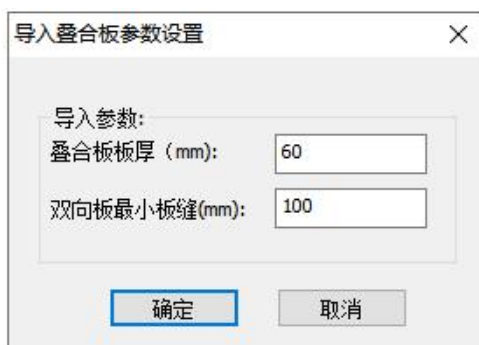 导入叠合板参数设置
导入参数:
叠合板板厚（mm): 60
双向板最小板缝(mm): 100
确定 取消